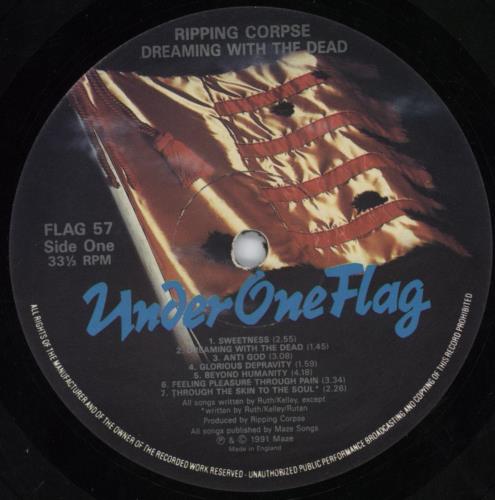 RIPPING CORPSE
DREAMING WITH THE DEAD
FLAG 57
Side One
33⅓ RPM
Under One Flag
1. SWEETNESS (2.55)
2. DREAMING WITH THE DEAD (1.45)
3. ANTI GOD (3.08)
4. GLORIOUS DEPRAVITY (1.59)
5. BEYOND HUMANITY (4.18)
6. FEELING PLEASURE THROUGH PAIN (3.34)
7. THROUGH THE SKIN TO THE SOUL* (2.26)
All songs written by Ruth/Kelley, except
*written by Ruth/Kelley/Rutan
Produced by Ripping Corpse
All songs published by Maze Songs
℗ & © 1991 Maze
Made in England
ALL RIGHTS OF THE MANUFACTURER AND OF THE OWNER OF THE RECORDED WORK RESERVED - UNAUTHORIZED PUBLIC PERFORMANCE BROADCASTING AND COPYING OF THIS RECORD PROHIBITED